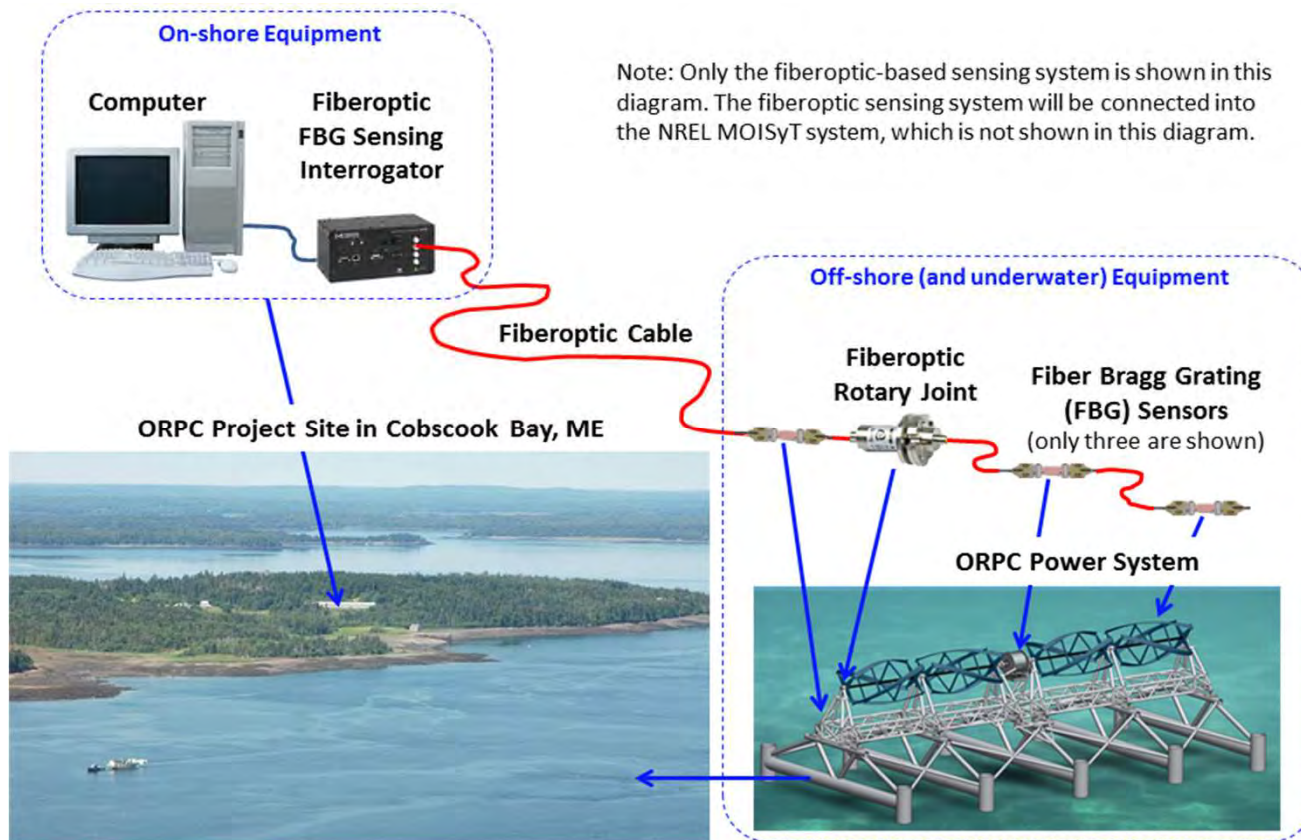 On-shore Equipment
Computer
Fiberoptic
FBG Sensing
Interrogator
Note: Only the fiberoptic-based sensing system is shown in this
diagram. The fiberoptic sensing system will be connected into
the NREL MOISyT system, which is not shown in this diagram.
Off-shore (and underwater) Equipment
Fiberoptic Cable
Fiberoptic
Rotary Joint
Fiber Bragg Grating
(FBG) Sensors
(only three are shown)
ORPC Project Site in Cobscook Bay, ME
ORPC Power System